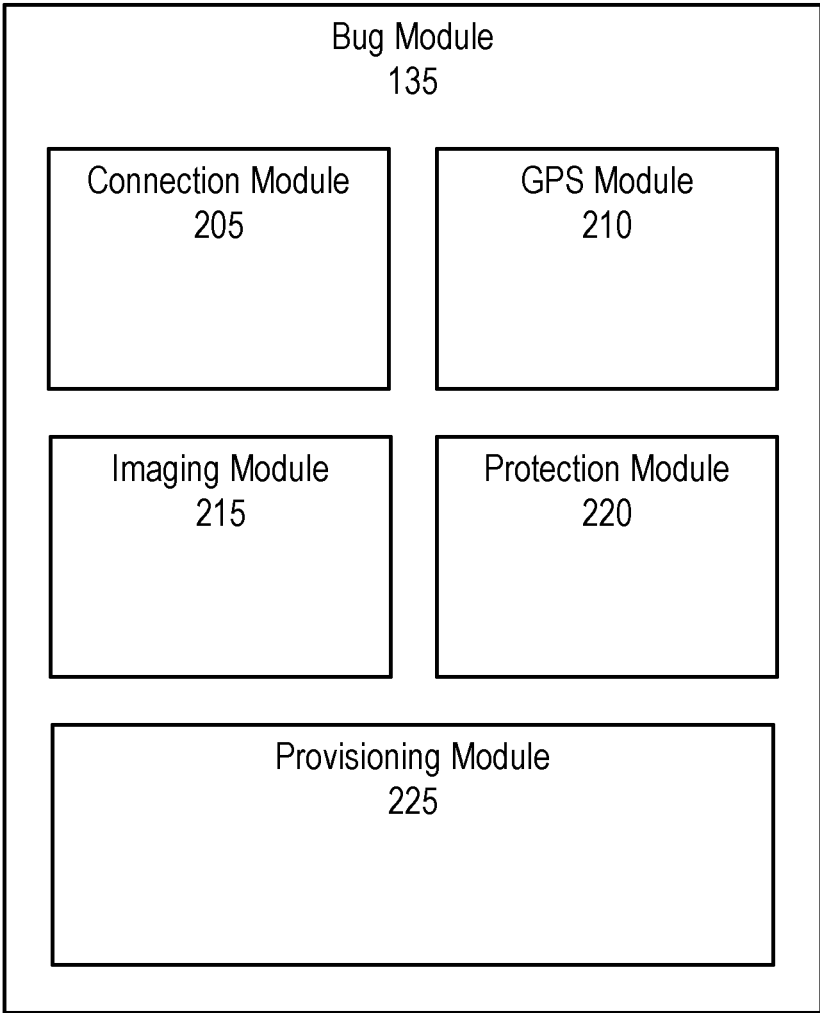 Bug Module
135
Connection Module
205
GPS Module
210
Imaging Module
215
Protection Module
220
Provisioning Module
225